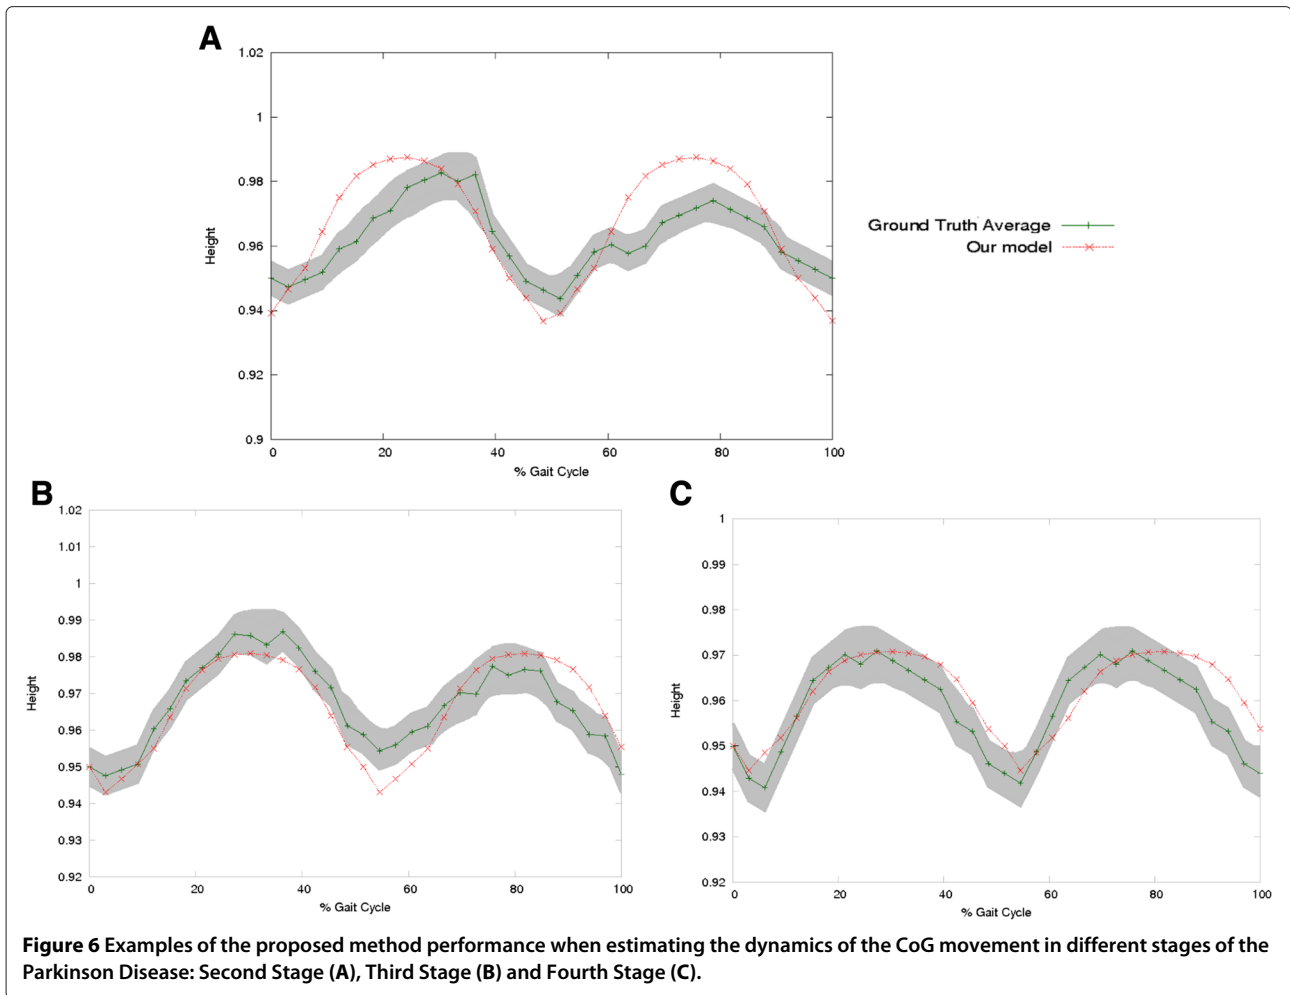 A
1.02
1
0.98
0.96
0.94
0.92
0.9
Height
0 20 40 60 80 100
% Gait Cycle
Ground Truth Average
Our model
B
1.02
1.01
1
0.99
0.98
0.97
0.96
0.95
0.94
0.93
0.92
Height
0 20 40 60 80 100
% Gait Cycle
C
1
0.99
0.98
0.97
0.96
0.95
0.94
0.93
0.92
Height
0 20 40 60 80 100
% Gait Cycle
Figure 6 Examples of the proposed method performance when estimating the dynamics of the CoG movement in different stages of the
Parkinson Disease: Second Stage (A), Third Stage (B) and Fourth Stage (C).